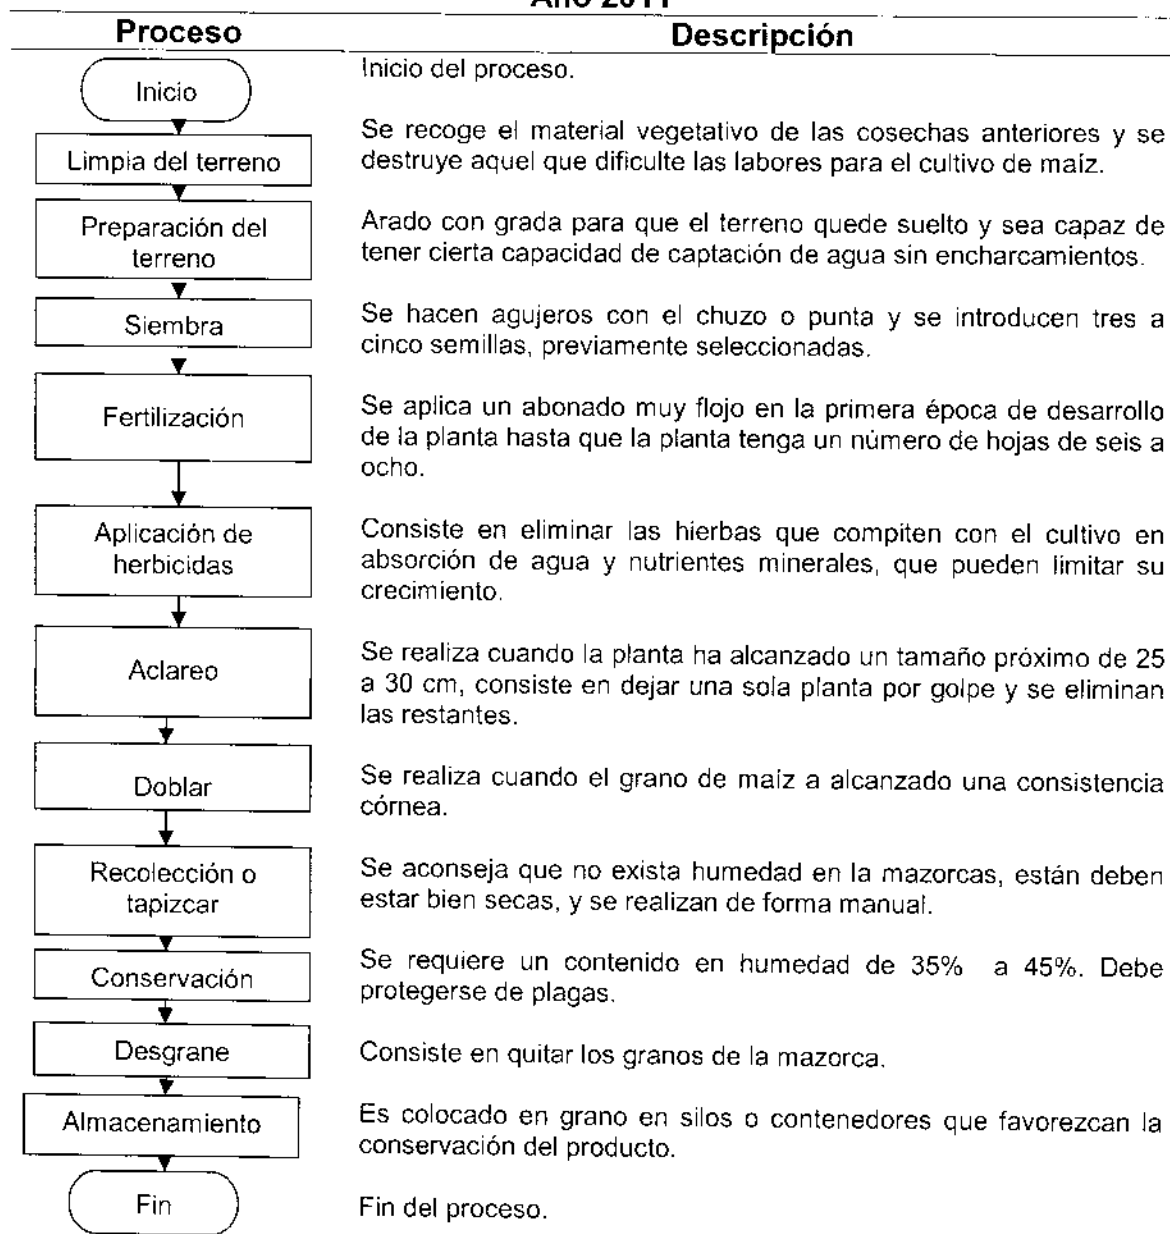 Año 2011
Proceso
Descripción
Inicio
Inicio del proceso.
Limpia del terreno
Se recoge el material vegetativo de las cosechas anteriores y se
destruye aquel que dificulte las labores para el cultivo de maíz.
Preparación del
terreno
Arado con grada para que el terreno quede suelto y sea capaz de
tener cierta capacidad de captación de agua sin encharcamientos.
Siembra
Se hacen agujeros con el chuzo o punta y se introducen tres a
cinco semillas, previamente seleccionadas.
Fertilización
Se aplica un abonado muy flojo en la primera época de desarrollo
de la planta hasta que la planta tenga un número de hojas de seis a
ocho.
Aplicación de
herbicidas
Consiste en eliminar las hierbas que compiten con el cultivo en
absorción de agua y nutrientes minerales, que pueden limitar su
crecimiento.
Aclareo
Se realiza cuando la planta ha alcanzado un tamaño próximo de 25
a 30 cm, consiste en dejar una sola planta por golpe y se eliminan
las restantes.
Doblar
Se realiza cuando el grano de maíz a alcanzado una consistencia
córnea.
Recolección o
tapizcar
Se aconseja que no exista humedad en la mazorcas, están deben
estar bien secas, y se realizan de forma manual.
Conservación
Se requiere un contenido en humedad de 35% a 45%. Debe
protegerse de plagas.
Desgrane
Consiste en quitar los granos de la mazorca.
Almacenamiento
Es colocado en grano en silos o contenedores que favorezcan la
conservación del producto.
Fin
Fin del proceso.